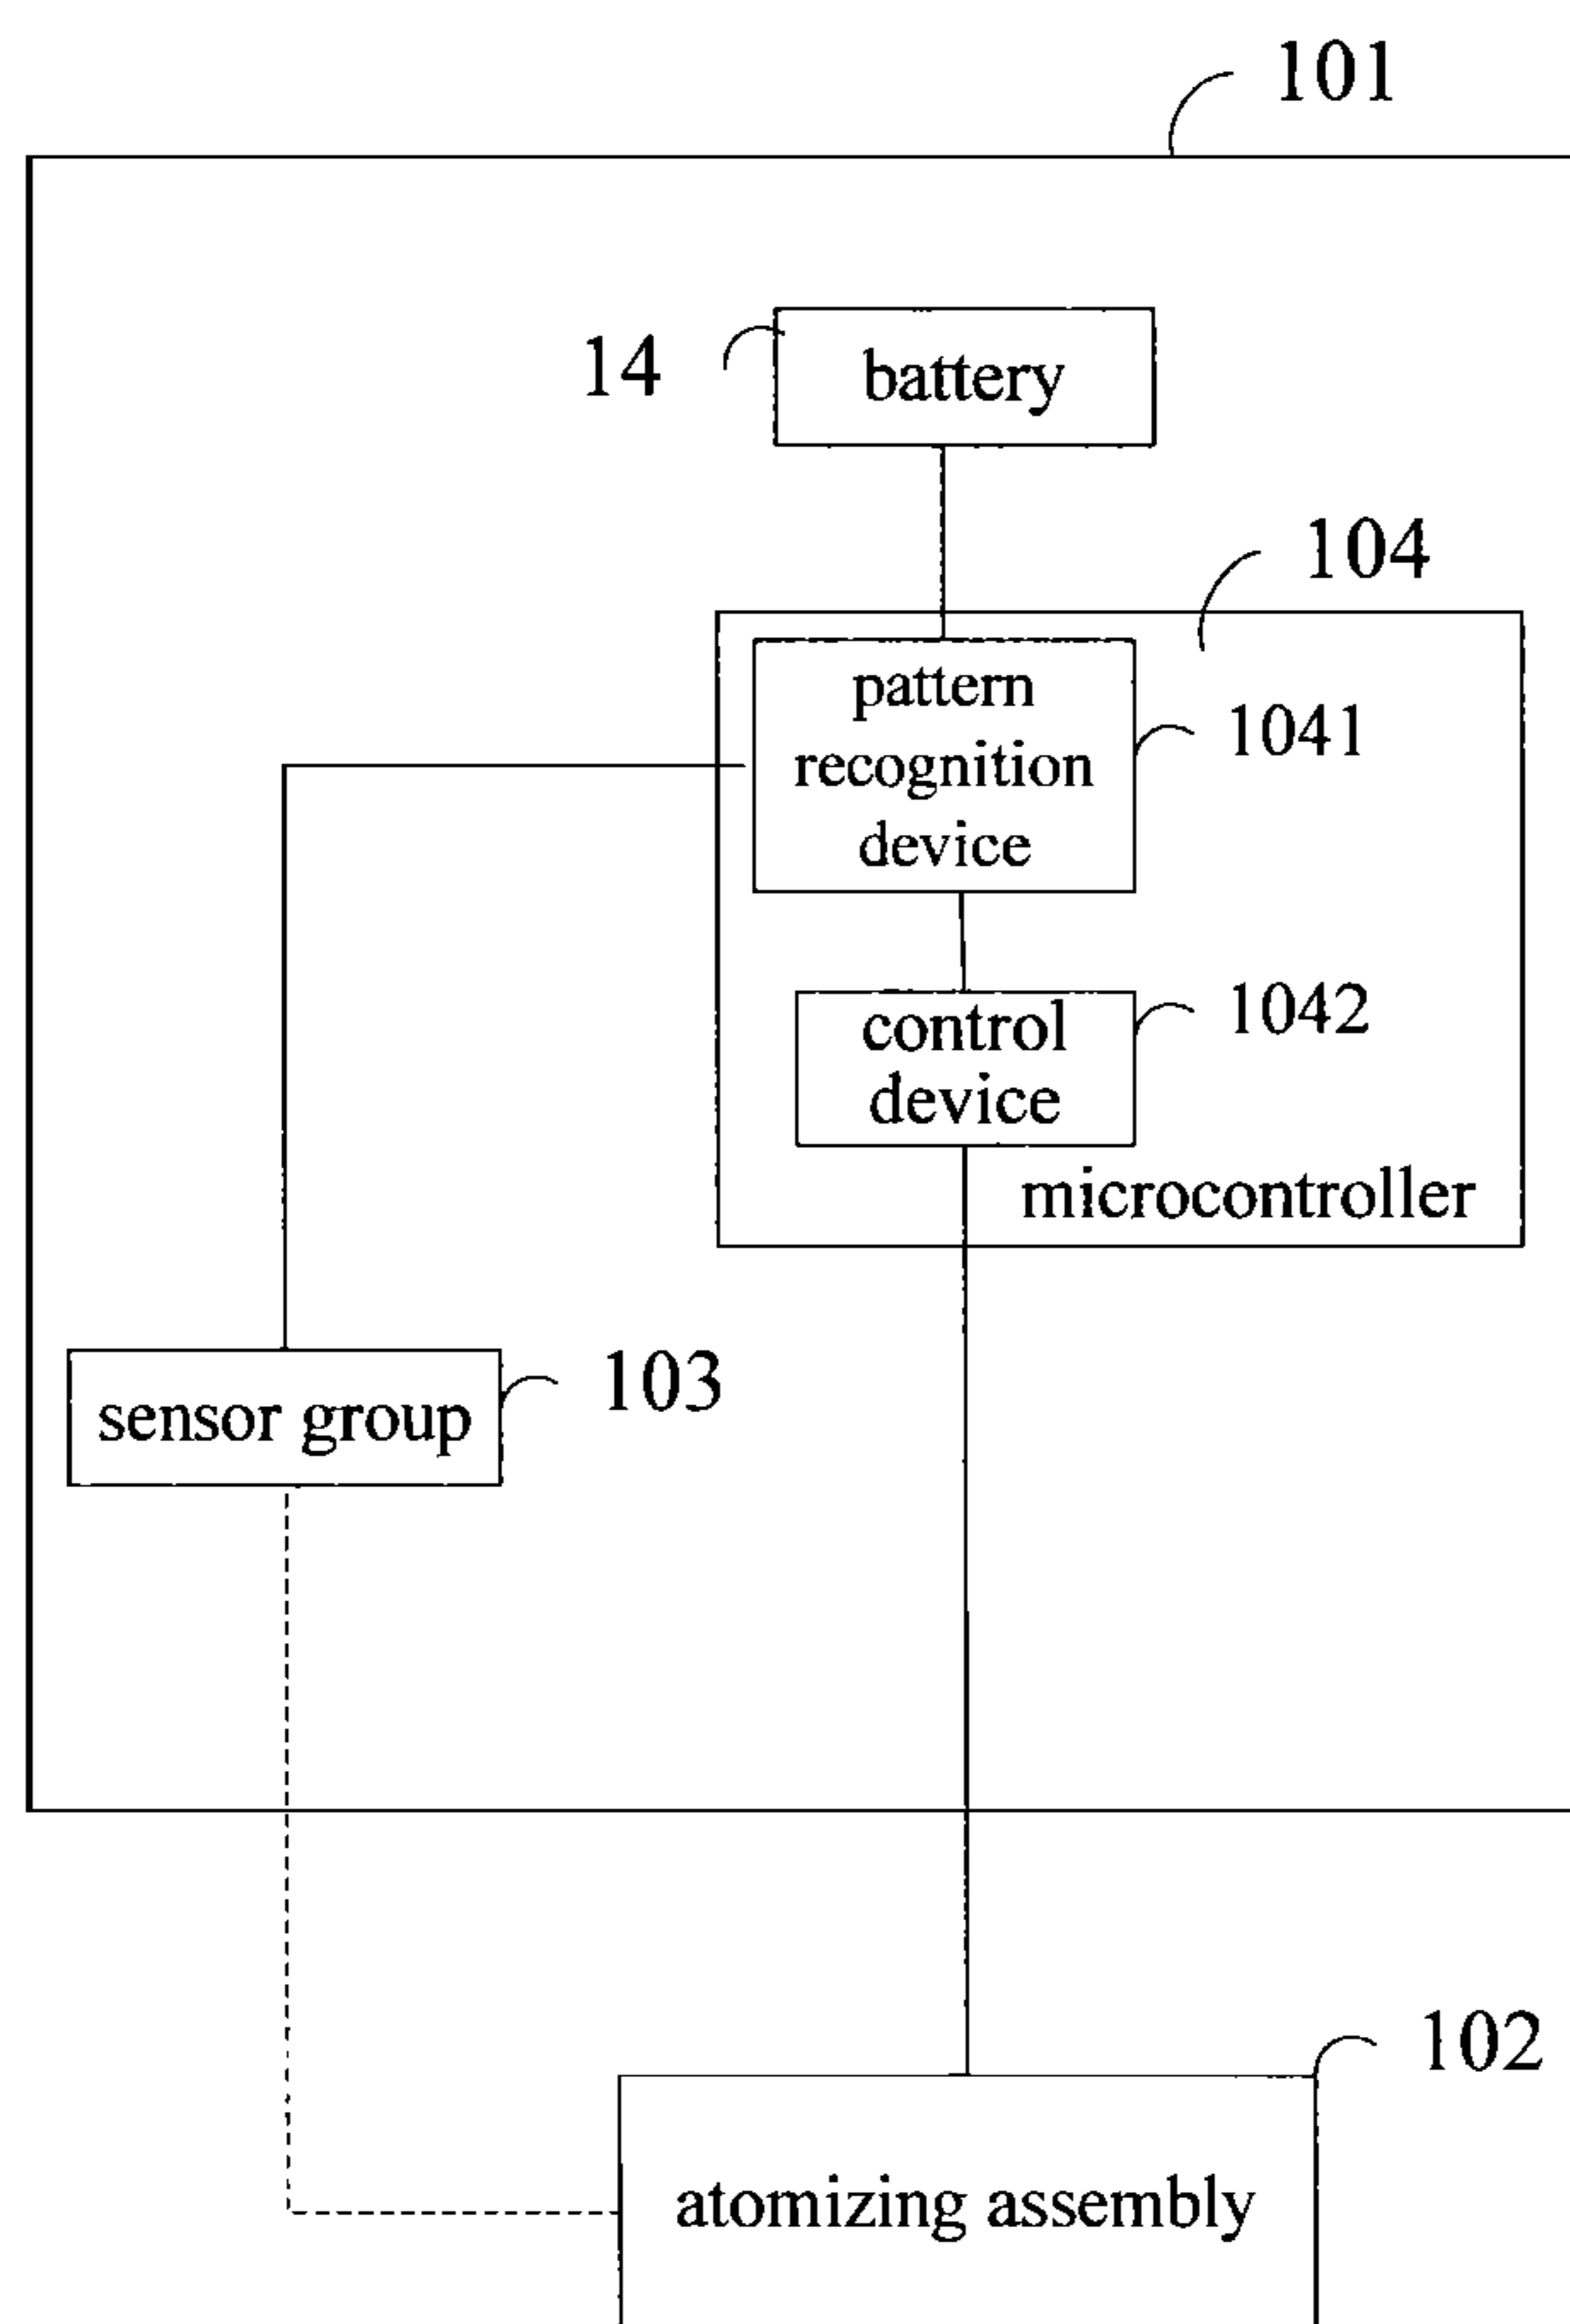 101
14
battery
104
pattern
recognition
device
1041
control
device
1042
microcontroller
sensor group
103
102
atomizing assembly